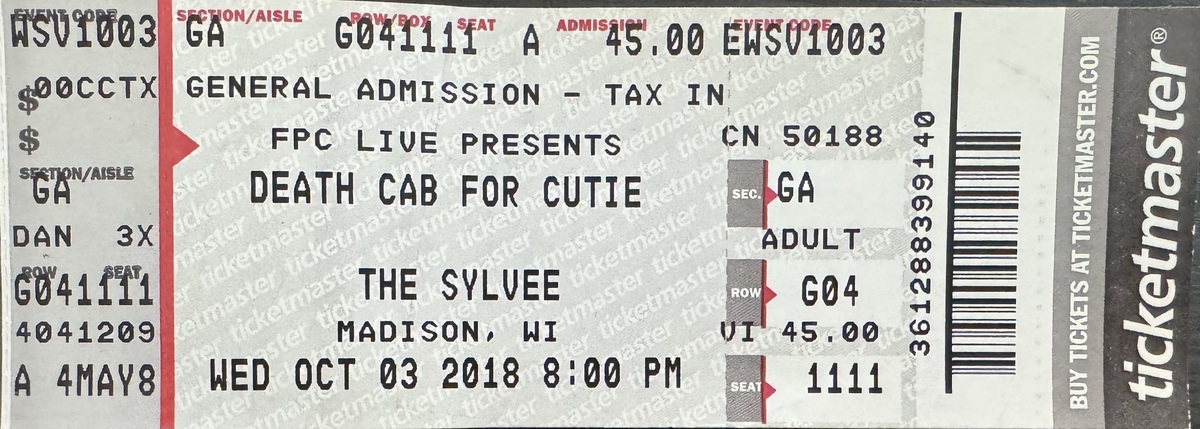 EVENT CODE
WSV1003
$00CCTX
$
SECTION/AISLE
GA
DAN 3X
ROW SEAT
G041111
4041209
A 4MAY8
SECTION/AISLE ROW/BOX SEAT ADMISSION EVENT CODE
GA G041111 A 45.00 EWSV1003
GENERAL ADMISSION - TAX IN
FPC LIVE PRESENTS
DEATH CAB FOR CUTIE
THE SYLVEE
MADISON, WI
WED OCT 03 2018 8:00 PM
CN 50188
SEC. GA
ADULT
ROW G04
VI 45.00
SEAT 1111
361288399140
BUY TICKETS AT TICKETMASTER.COM
ticketmaster®